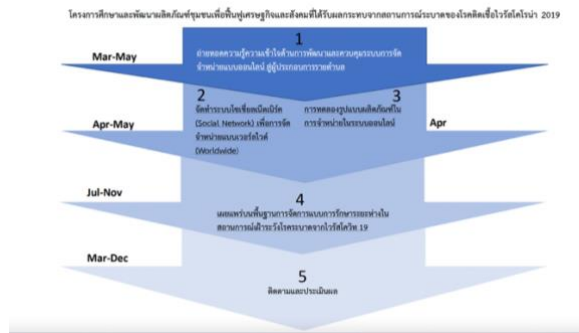 โครงการศึกษาและพัฒนาผลิตภัณฑ์ชุมชนเพื่อฟื้นฟูเศรษฐกิจและสังคมที่ได้รับผลกระทบจากสถานการณ์ระบาดของโรคติดเชื้อไวรัสโคโรน่า 2019
1
Mar-May
ถ่ายทอดความรู้ความเข้าใจด้านการพัฒนาและควบคุมระบบการจัด
จำหน่ายแบบออนไลน์ สู่ผู้ประกอบการรายตำบล
2
3
Apr-May
จัดทำระบบโซเชียลเน็ตเวิร์ค
(Social Network) เพื่อการจัด
จำหน่ายแบบเวอร์ลไวด์
(Worldwide)
การทดลองรูปแบบผลิตภัณฑ์ใน
การจำหน่ายในระบบออนไลน์
Apr
Jul-Nov
4
เผยแพร่บนพื้นฐานการจัดการแบบการรักษาระยะห่างใน
สถานการณ์เฝ้าระวังโรคระบาดจากไวรัสโควิท 19
Mar-Dec
5
ติดตามและประเมินผล